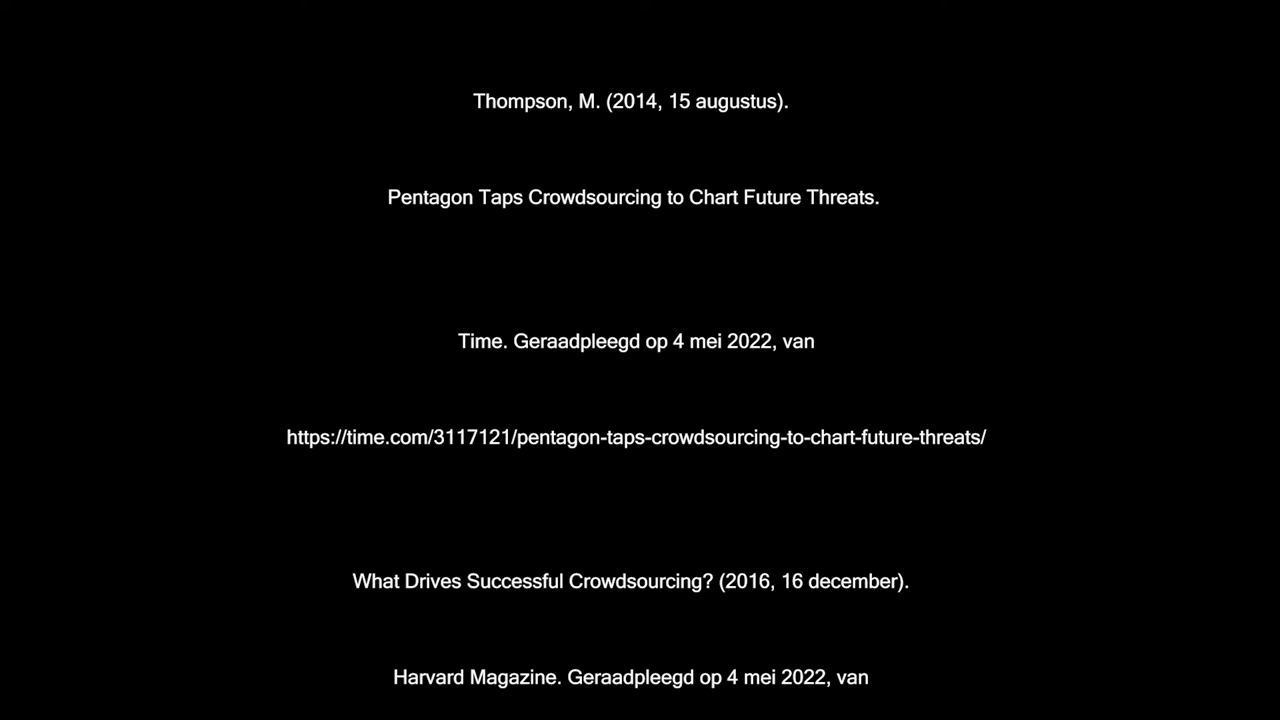 Thompson, M. (2014, 15 augustus).
Pentagon Taps Crowdsourcing to Chart Future Threats.
Time. Geraadpleegd op 4 mei 2022, van
https://time.com/3117121/pentagon-taps-crowdsourcing-to-chart-future-threats/
What Drives Successful Crowdsourcing? (2016, 16 december).
Harvard Magazine. Geraadpleegd op 4 mei 2022, van